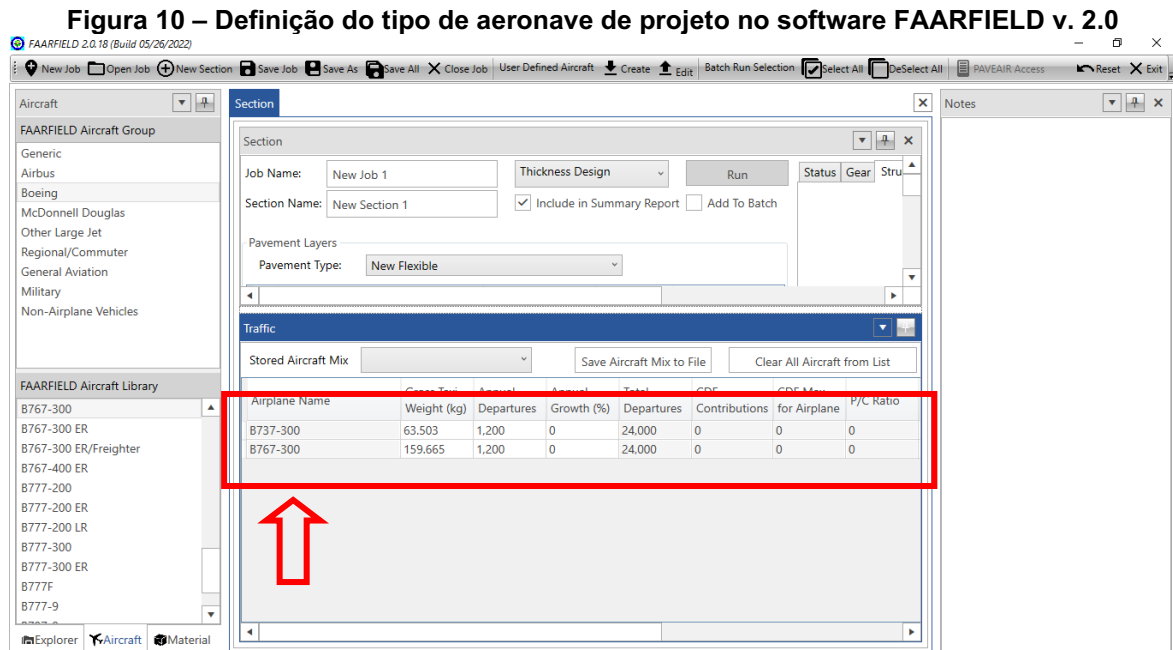 Figura 10 – Definição do tipo de aeronave de projeto no software FAARFIELD v. 2.0
FAARFIELD 2.0.18 (Build 05/26/2022)
New Job Open Job New Section Save Job Save As Save All Close Job User Defined Aircraft Create Edit Batch Run Selection Select All DeSelect All PAVEAIR Access Reset Exit
Aircraft
FAARFIELD Aircraft Group
Generic
Airbus
Boeing
McDonnell Douglas
Other Large Jet
Regional/Commuter
General Aviation
Military
Non-Airplane Vehicles
FAARFIELD Aircraft Library
B767-300
B767-300 ER
B767-300 ER/Freighter
B767-400 ER
B777-200
B777-200 ER
B777-200 LR
B777-300
B777-300 ER
B777F
B777-9
Explorer Aircraft Material
Section
Section
Job Name: New Job 1 Thickness Design Run Status Gear Stru
Section Name: New Section 1 Include in Summary Report Add To Batch
Pavement Layers
Pavement Type: New Flexible
Traffic
Stored Aircraft Mix Save Aircraft Mix to File Clear All Aircraft from List
Airplane Name Gross Taxi Weight (kg) Annual Departures Annual Growth (%) Total Departures CDF Contributions CDF Max for Airplane P/C Ratio
B737-300 63.503 1,200 0 24,000 0 0 0
B767-300 159.665 1,200 0 24,000 0 0 0
Notes